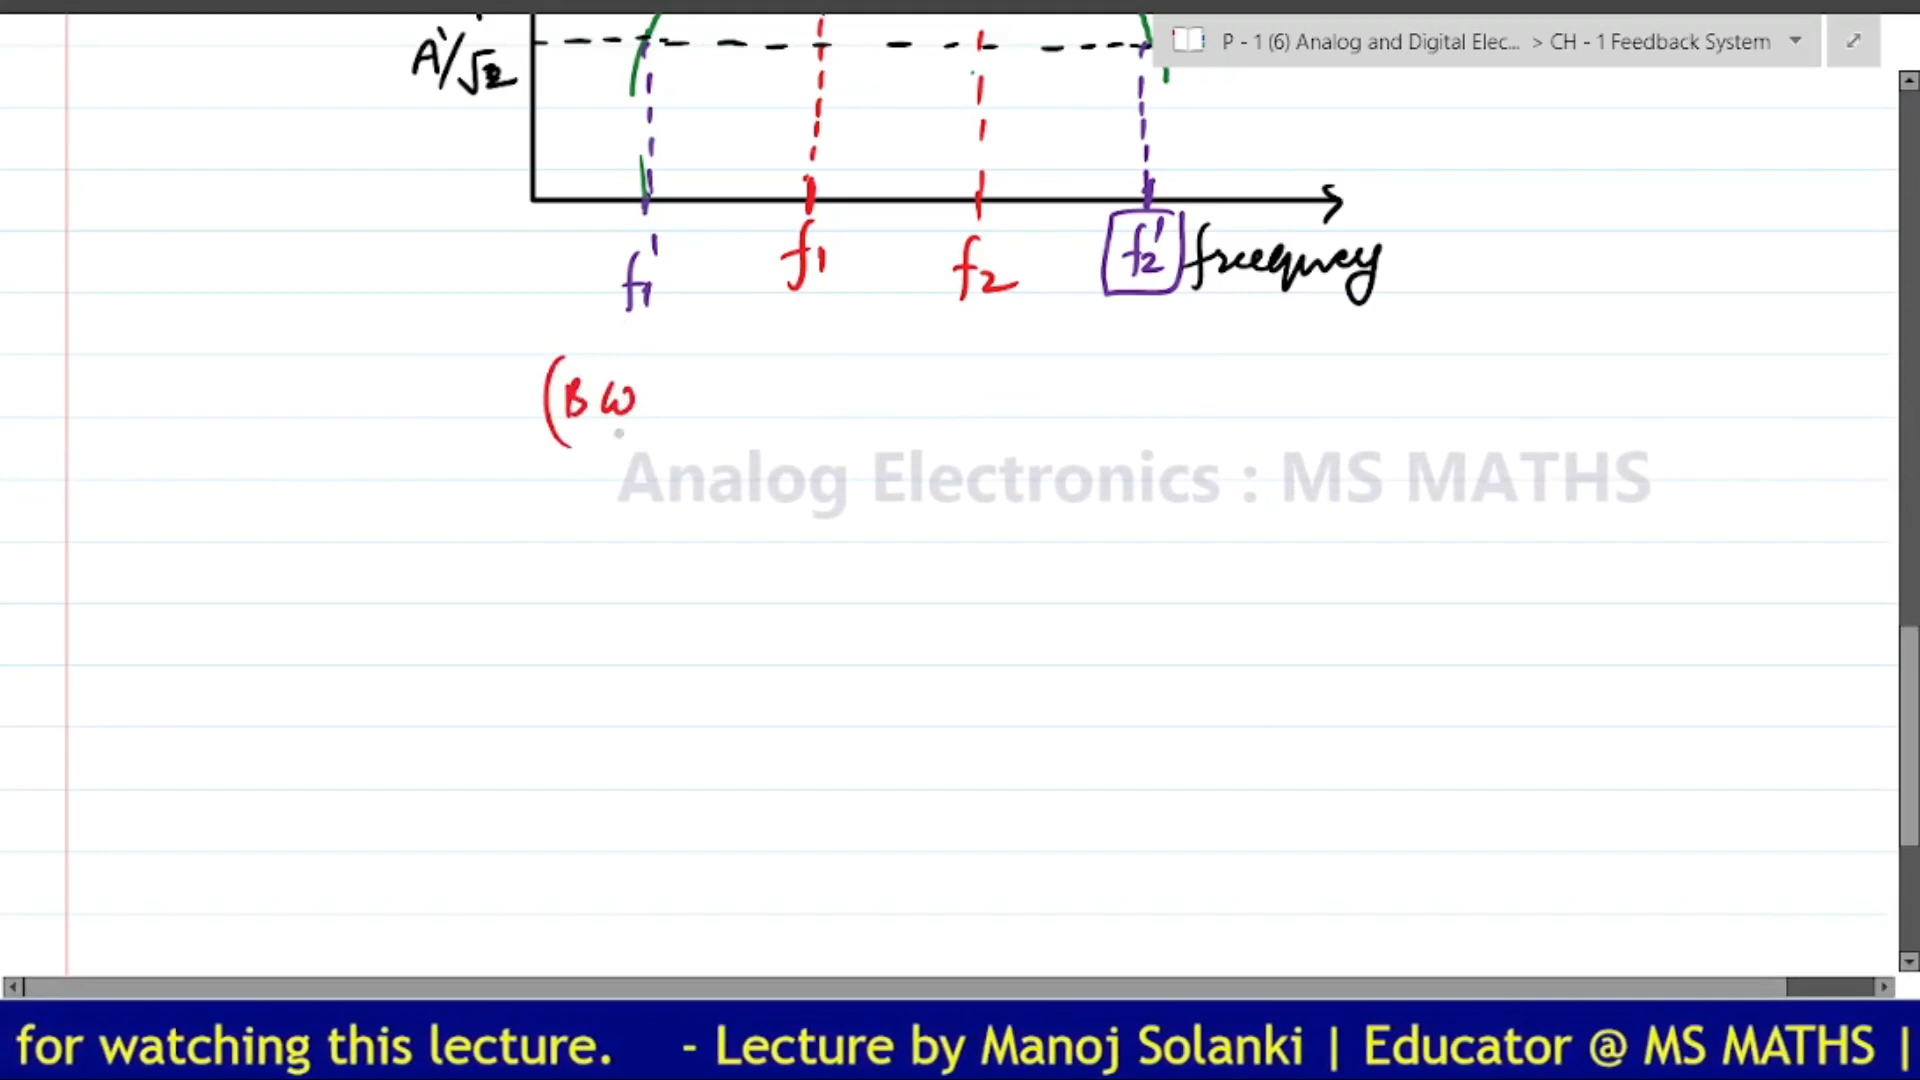 P - 1 (6) Analog and Digital Elec... > CH - 1 Feedback System
A'/√2
f1' f1 f2 f2' frequency
(BW
Analog Electronics : MS MATHS
for watching this lecture. - Lecture by Manoj Solanki | Educator @ MS MATHS |